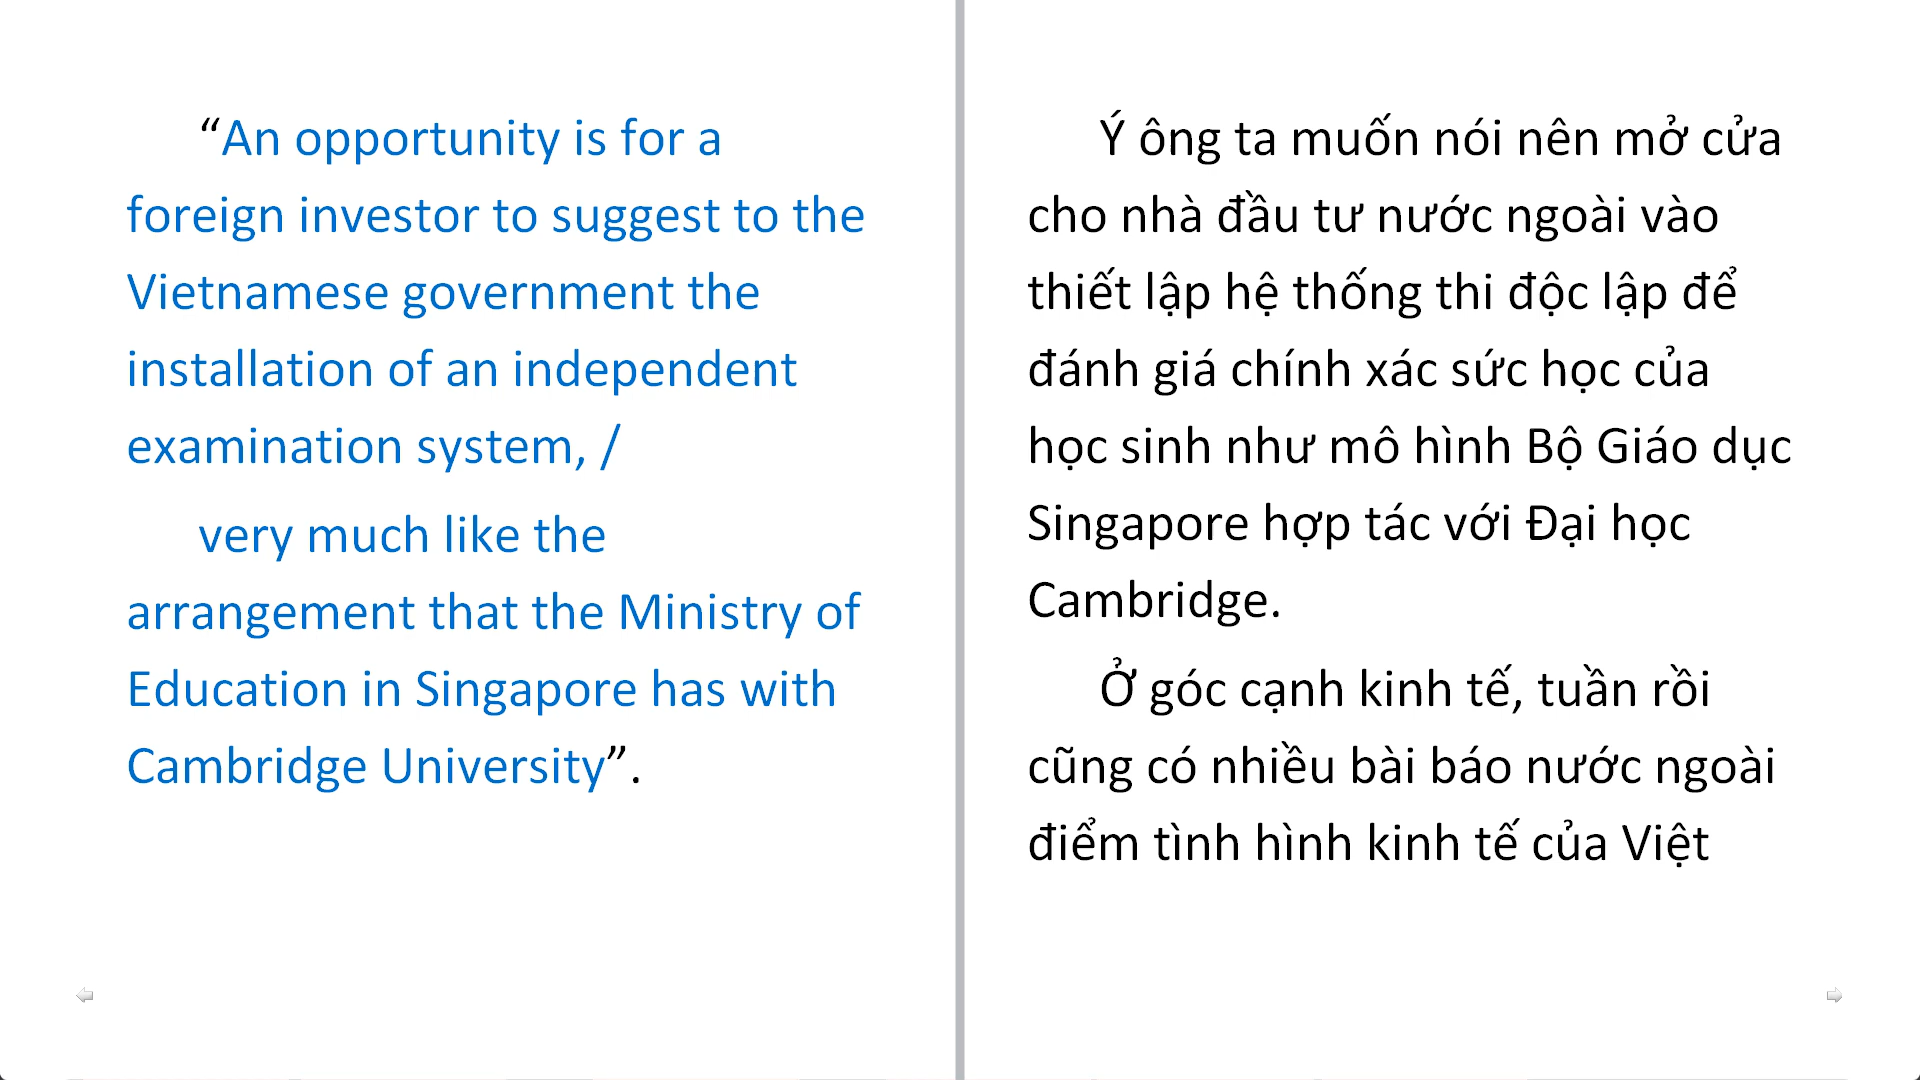 “An opportunity is for a
foreign investor to suggest to the
Vietnamese government the
installation of an independent
examination system, /
very much like the
arrangement that the Ministry of
Education in Singapore has with
Cambridge University”.
Ý ông ta muốn nói nên mở cửa
cho nhà đầu tư nước ngoài vào
thiết lập hệ thống thi độc lập để
đánh giá chính xác sức học của
học sinh như mô hình Bộ Giáo dục
Singapore hợp tác với Đại học
Cambridge.
Ở góc cạnh kinh tế, tuần rồi
cũng có nhiều bài báo nước ngoài
điểm tình hình kinh tế của Việt